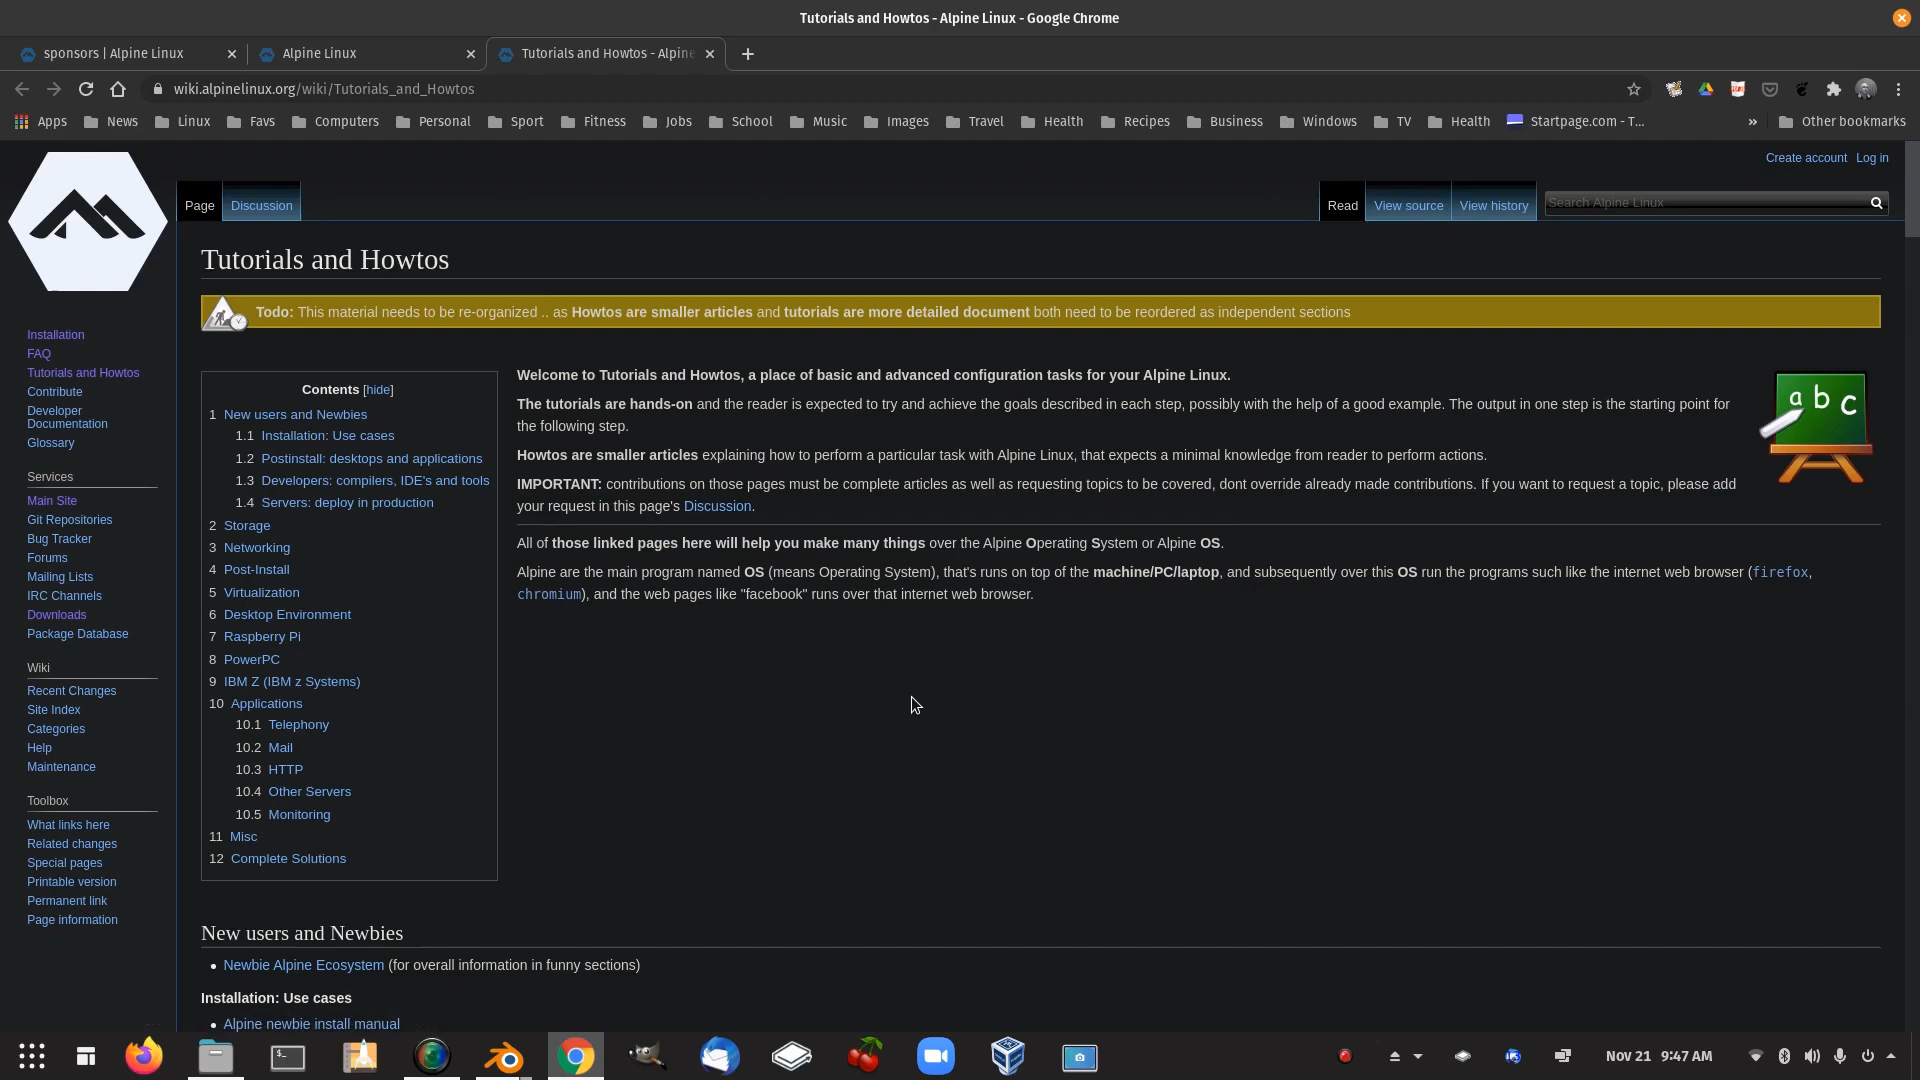 Tutorials and Howtos - Alpine Linux - Google Chrome
sponsors | Alpine Linux
Alpine Linux
Tutorials and Howtos - Alpine
wiki.alpinelinux.org/wiki/Tutorials_and_Howtos
Apps News Linux Favs Computers Personal Sport Fitness Jobs School Music Images Travel Health Recipes Business Windows TV Health Startpage.com - T... » Other bookmarks
Create account Log in
Page Discussion
Read View source View history Search Alpine Linux
Installation
FAQ
Tutorials and Howtos
Contribute
Developer
Documentation
Glossary
Services
Main Site
Git Repositories
Bug Tracker
Forums
Mailing Lists
IRC Channels
Downloads
Package Database
Wiki
Recent Changes
Site Index
Categories
Help
Maintenance
Toolbox
What links here
Related changes
Special pages
Printable version
Permanent link
Page information
Tutorials and Howtos
Todo: This material needs to be re-organized .. as Howtos are smaller articles and tutorials are more detailed document both need to be reordered as independent sections
Contents [hide]
1 New users and Newbies
1.1 Installation: Use cases
1.2 Postinstall: desktops and applications
1.3 Developers: compilers, IDE's and tools
1.4 Servers: deploy in production
2 Storage
3 Networking
4 Post-Install
5 Virtualization
6 Desktop Environment
7 Raspberry Pi
8 PowerPC
9 IBM Z (IBM z Systems)
10 Applications
10.1 Telephony
10.2 Mail
10.3 HTTP
10.4 Other Servers
10.5 Monitoring
11 Misc
12 Complete Solutions
Welcome to Tutorials and Howtos, a place of basic and advanced configuration tasks for your Alpine Linux.
The tutorials are hands-on and the reader is expected to try and achieve the goals described in each step, possibly with the help of a good example. The output in one step is the starting point for
the following step.
Howtos are smaller articles explaining how to perform a particular task with Alpine Linux, that expects a minimal knowledge from reader to perform actions.
IMPORTANT: contributions on those pages must be complete articles as well as requesting topics to be covered, dont override already made contributions. If you want to request a topic, please add
your request in this page's Discussion.
a b c
All of those linked pages here will help you make many things over the Alpine Operating System or Alpine OS.
Alpine are the main program named OS (means Operating System), that's runs on top of the machine/PC/laptop, and subsequently over this OS run the programs such like the internet web browser (firefox,
chromium), and the web pages like "facebook" runs over that internet web browser.
New users and Newbies
Newbie Alpine Ecosystem (for overall information in funny sections)
Installation: Use cases
Alpine newbie install manual
Nov 21 9:47 AM